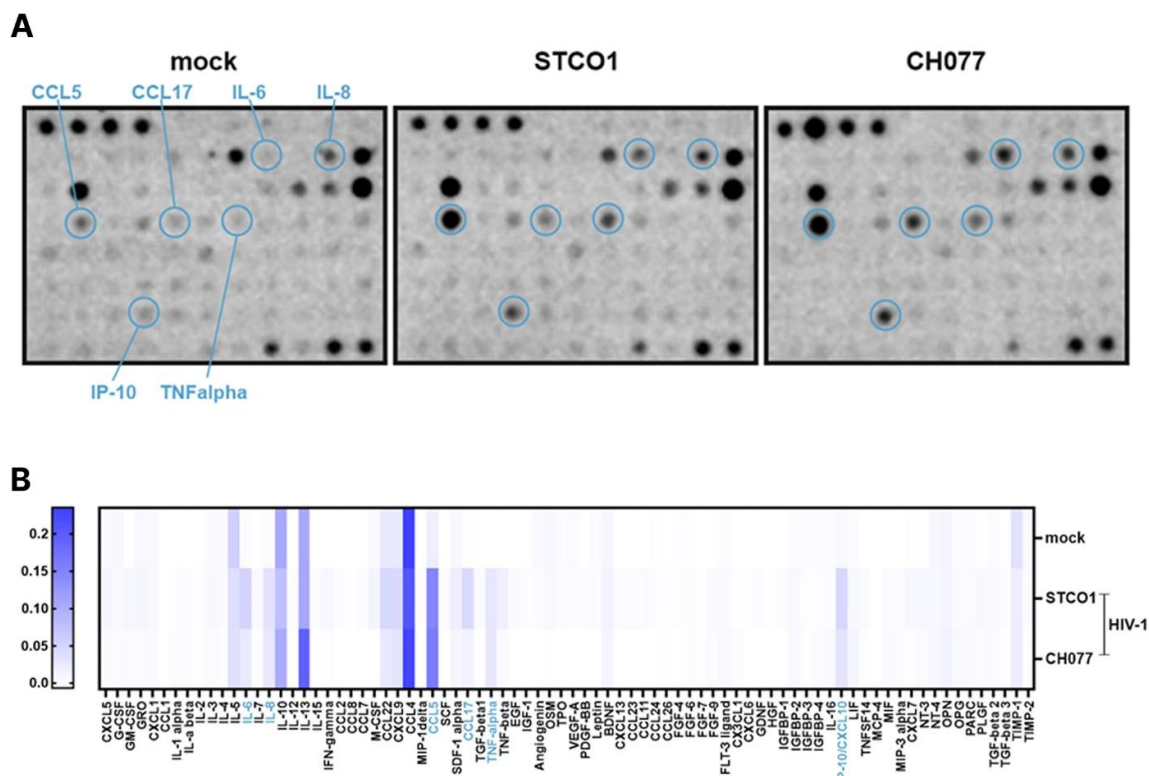 A
mock
STCO1
CH077
CCL5
CCL17
IL-6
IL-8
IP-10
TNFalpha
B
0.2
0.15
0.10
0.05
0.0
mock
STCO1
CH077
HIV-1
CXCL5
G-CSF
GM-CSF
GRO
CXCL1
CCL1
IL-1 alpha
IL-a beta
IL-2
IL-3
IL-4
IL-5
IL-6
IL-7
IL-8
IL-10
IL-12
IL-13
IL-15
IFN-gamma
CCL2
CCL8
CCL7
M-CSF
CCL22
CXCL9
CCL4
MIP-1delta
CCL5
SCF
SDF-1 alpha
CCL17
TGF-beta1
TNF-alpha
TNF-beta
EGF
IGF-1
Angiogenin
OSM
TPO
VEGF-A
PDGF-BB
Leptin
BDNF
CXCL13
CCL23
CCL11
CCL24
CCL26
FGF-4
FGF-6
FGF-7
FGF-9
FLT-3 ligand
CX3CL1
CXCL6
GDNF
HGF
IGFBP-1
IGFBP-2
IGFBP-3
IGFBP-4
IL-16
P-10/CXCL10
LIF
TNFSF14
MCP-4
MIF
MIP-3 alpha
CXCL7
NT-3
NT-4
OPN
OPG
PARC
PLGF
TGF-beta 2
TGF-beta 3
TIMP-1
TIMP-2